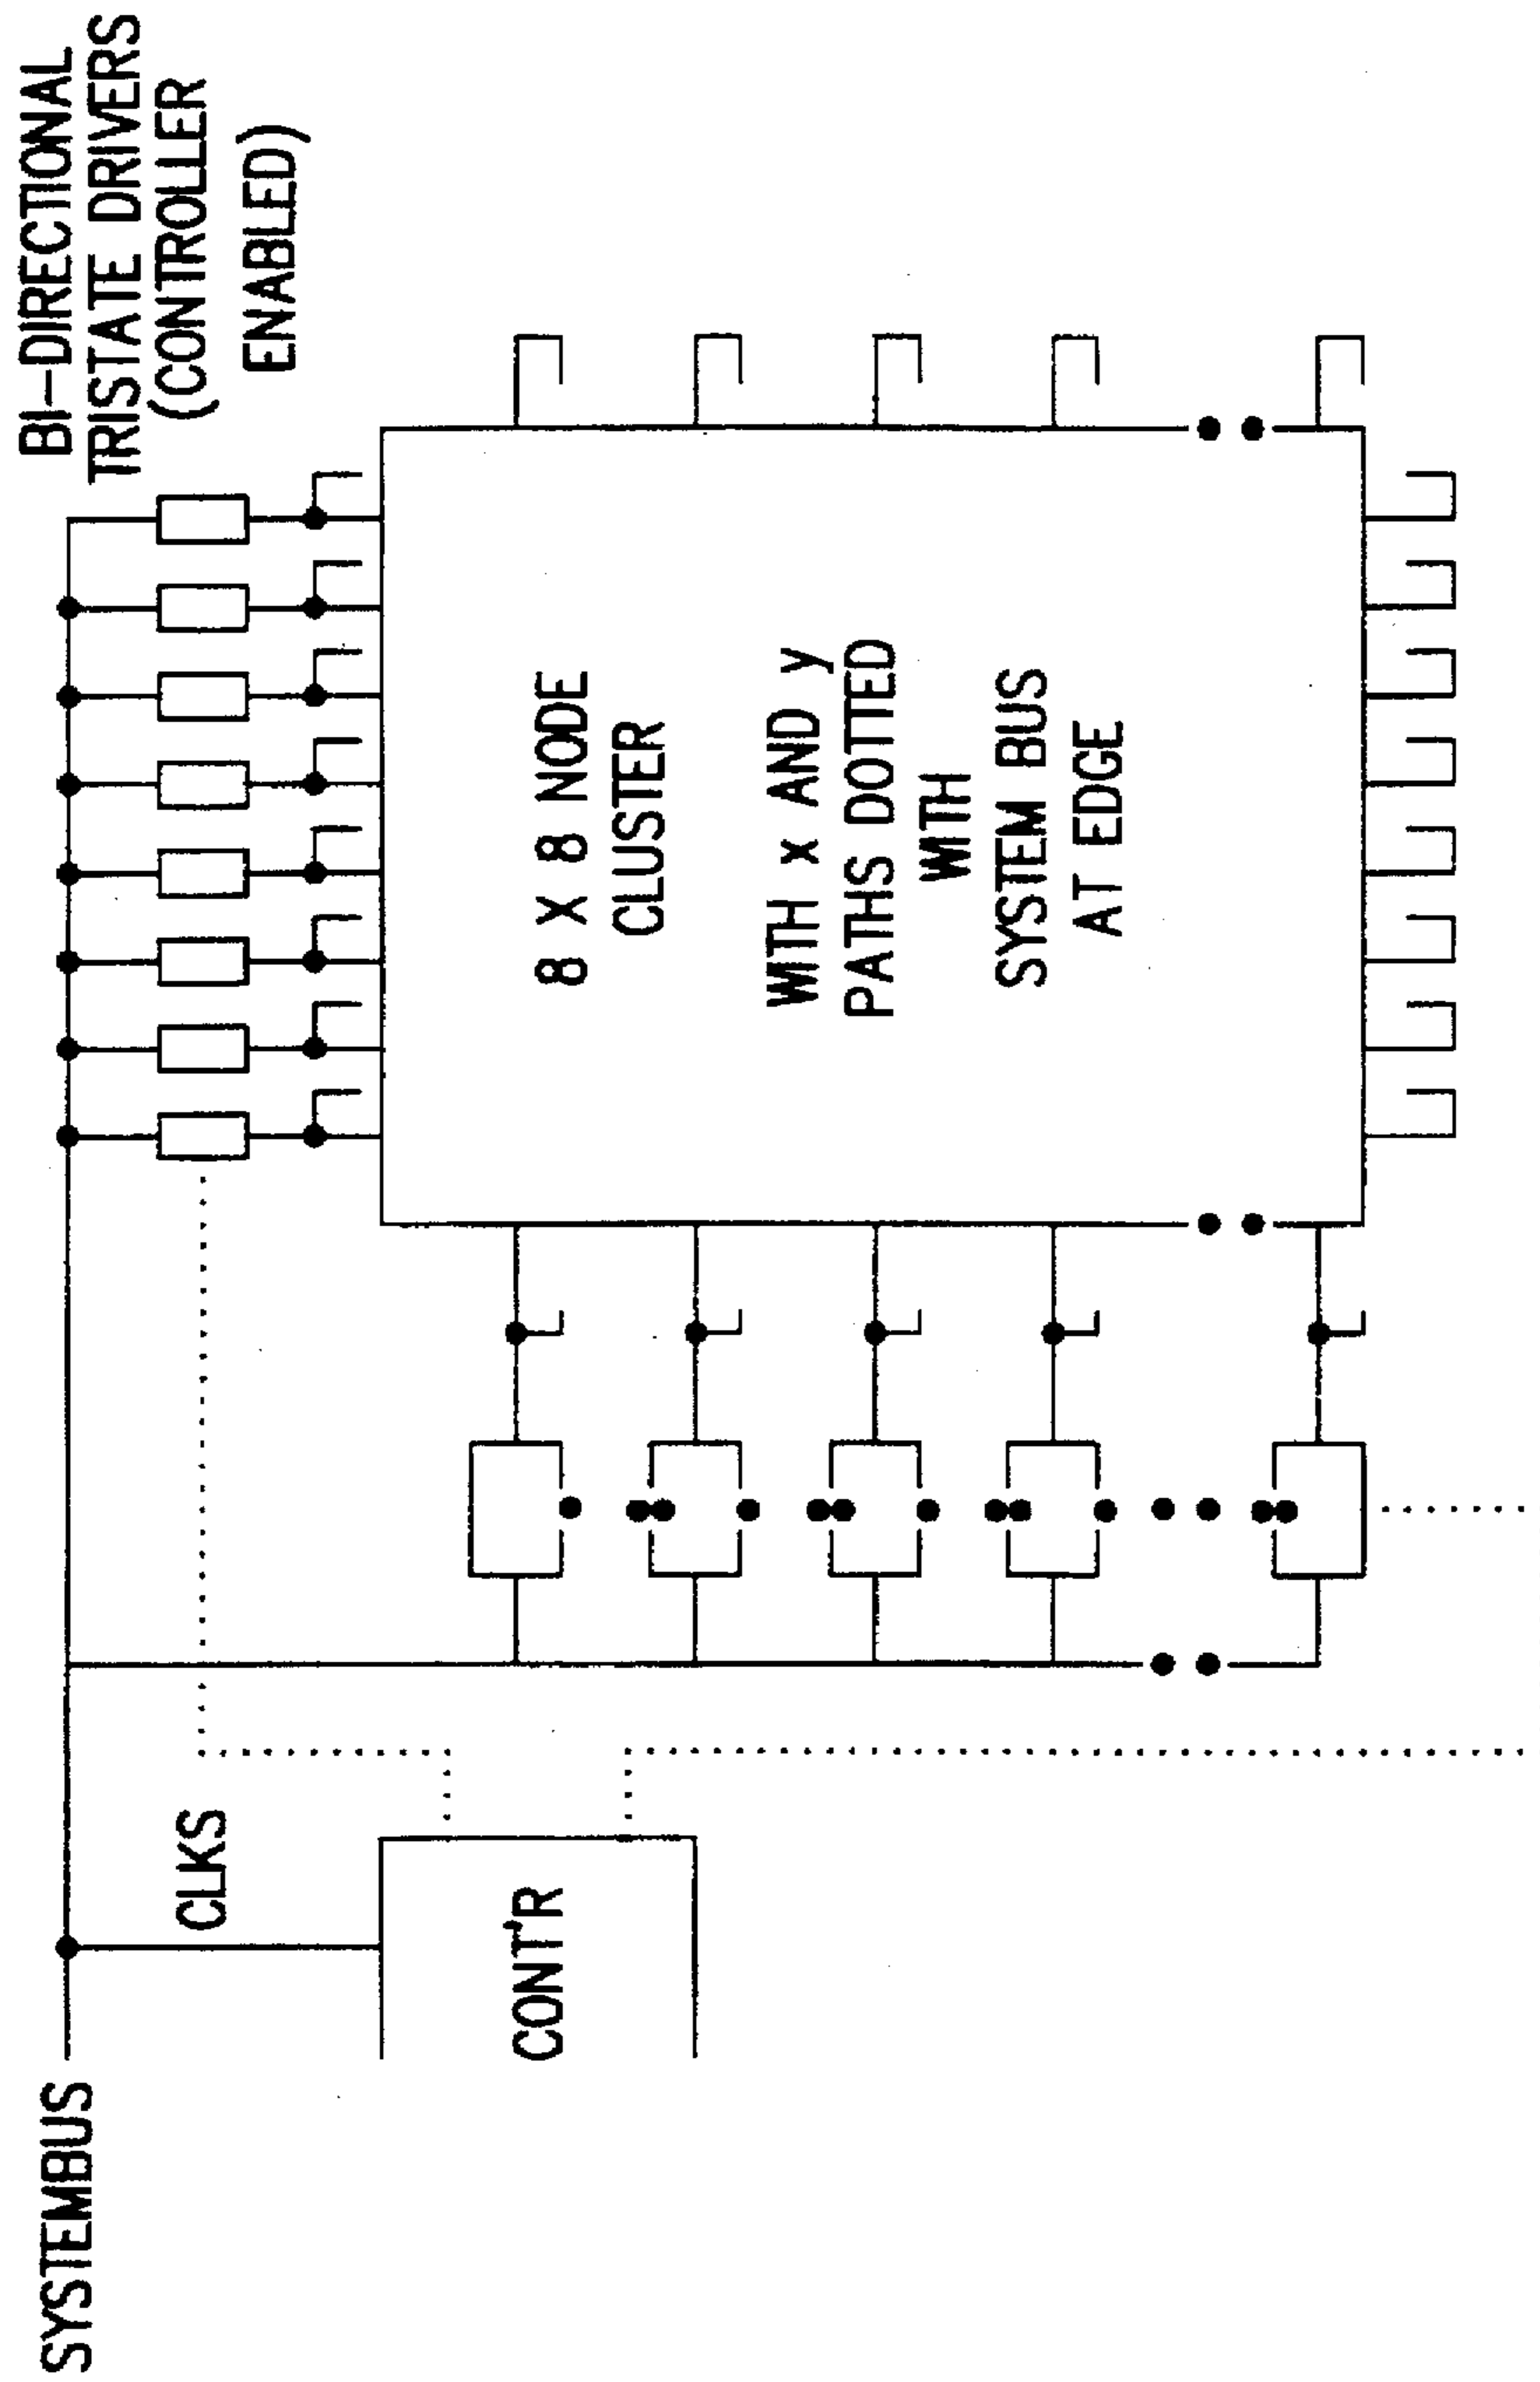 BI-DIRECTIONAL
TRISTATE DRIVERS
(CONTROLLER
ENABLED)
8 X 8 NODE
CLUSTER
WITH x AND y
PATHS DOTTED
WITH
SYSTEM BUS
AT EDGE
SYSTEMBUS
CLKS
CONT'R